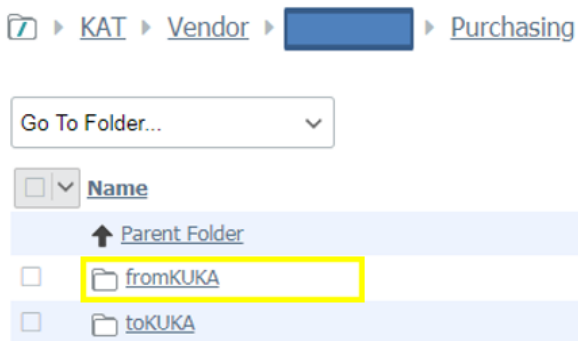 KAT Vendor Purchasing
Go To Folder...
Name
Parent Folder
fromKUKA
toKUKA